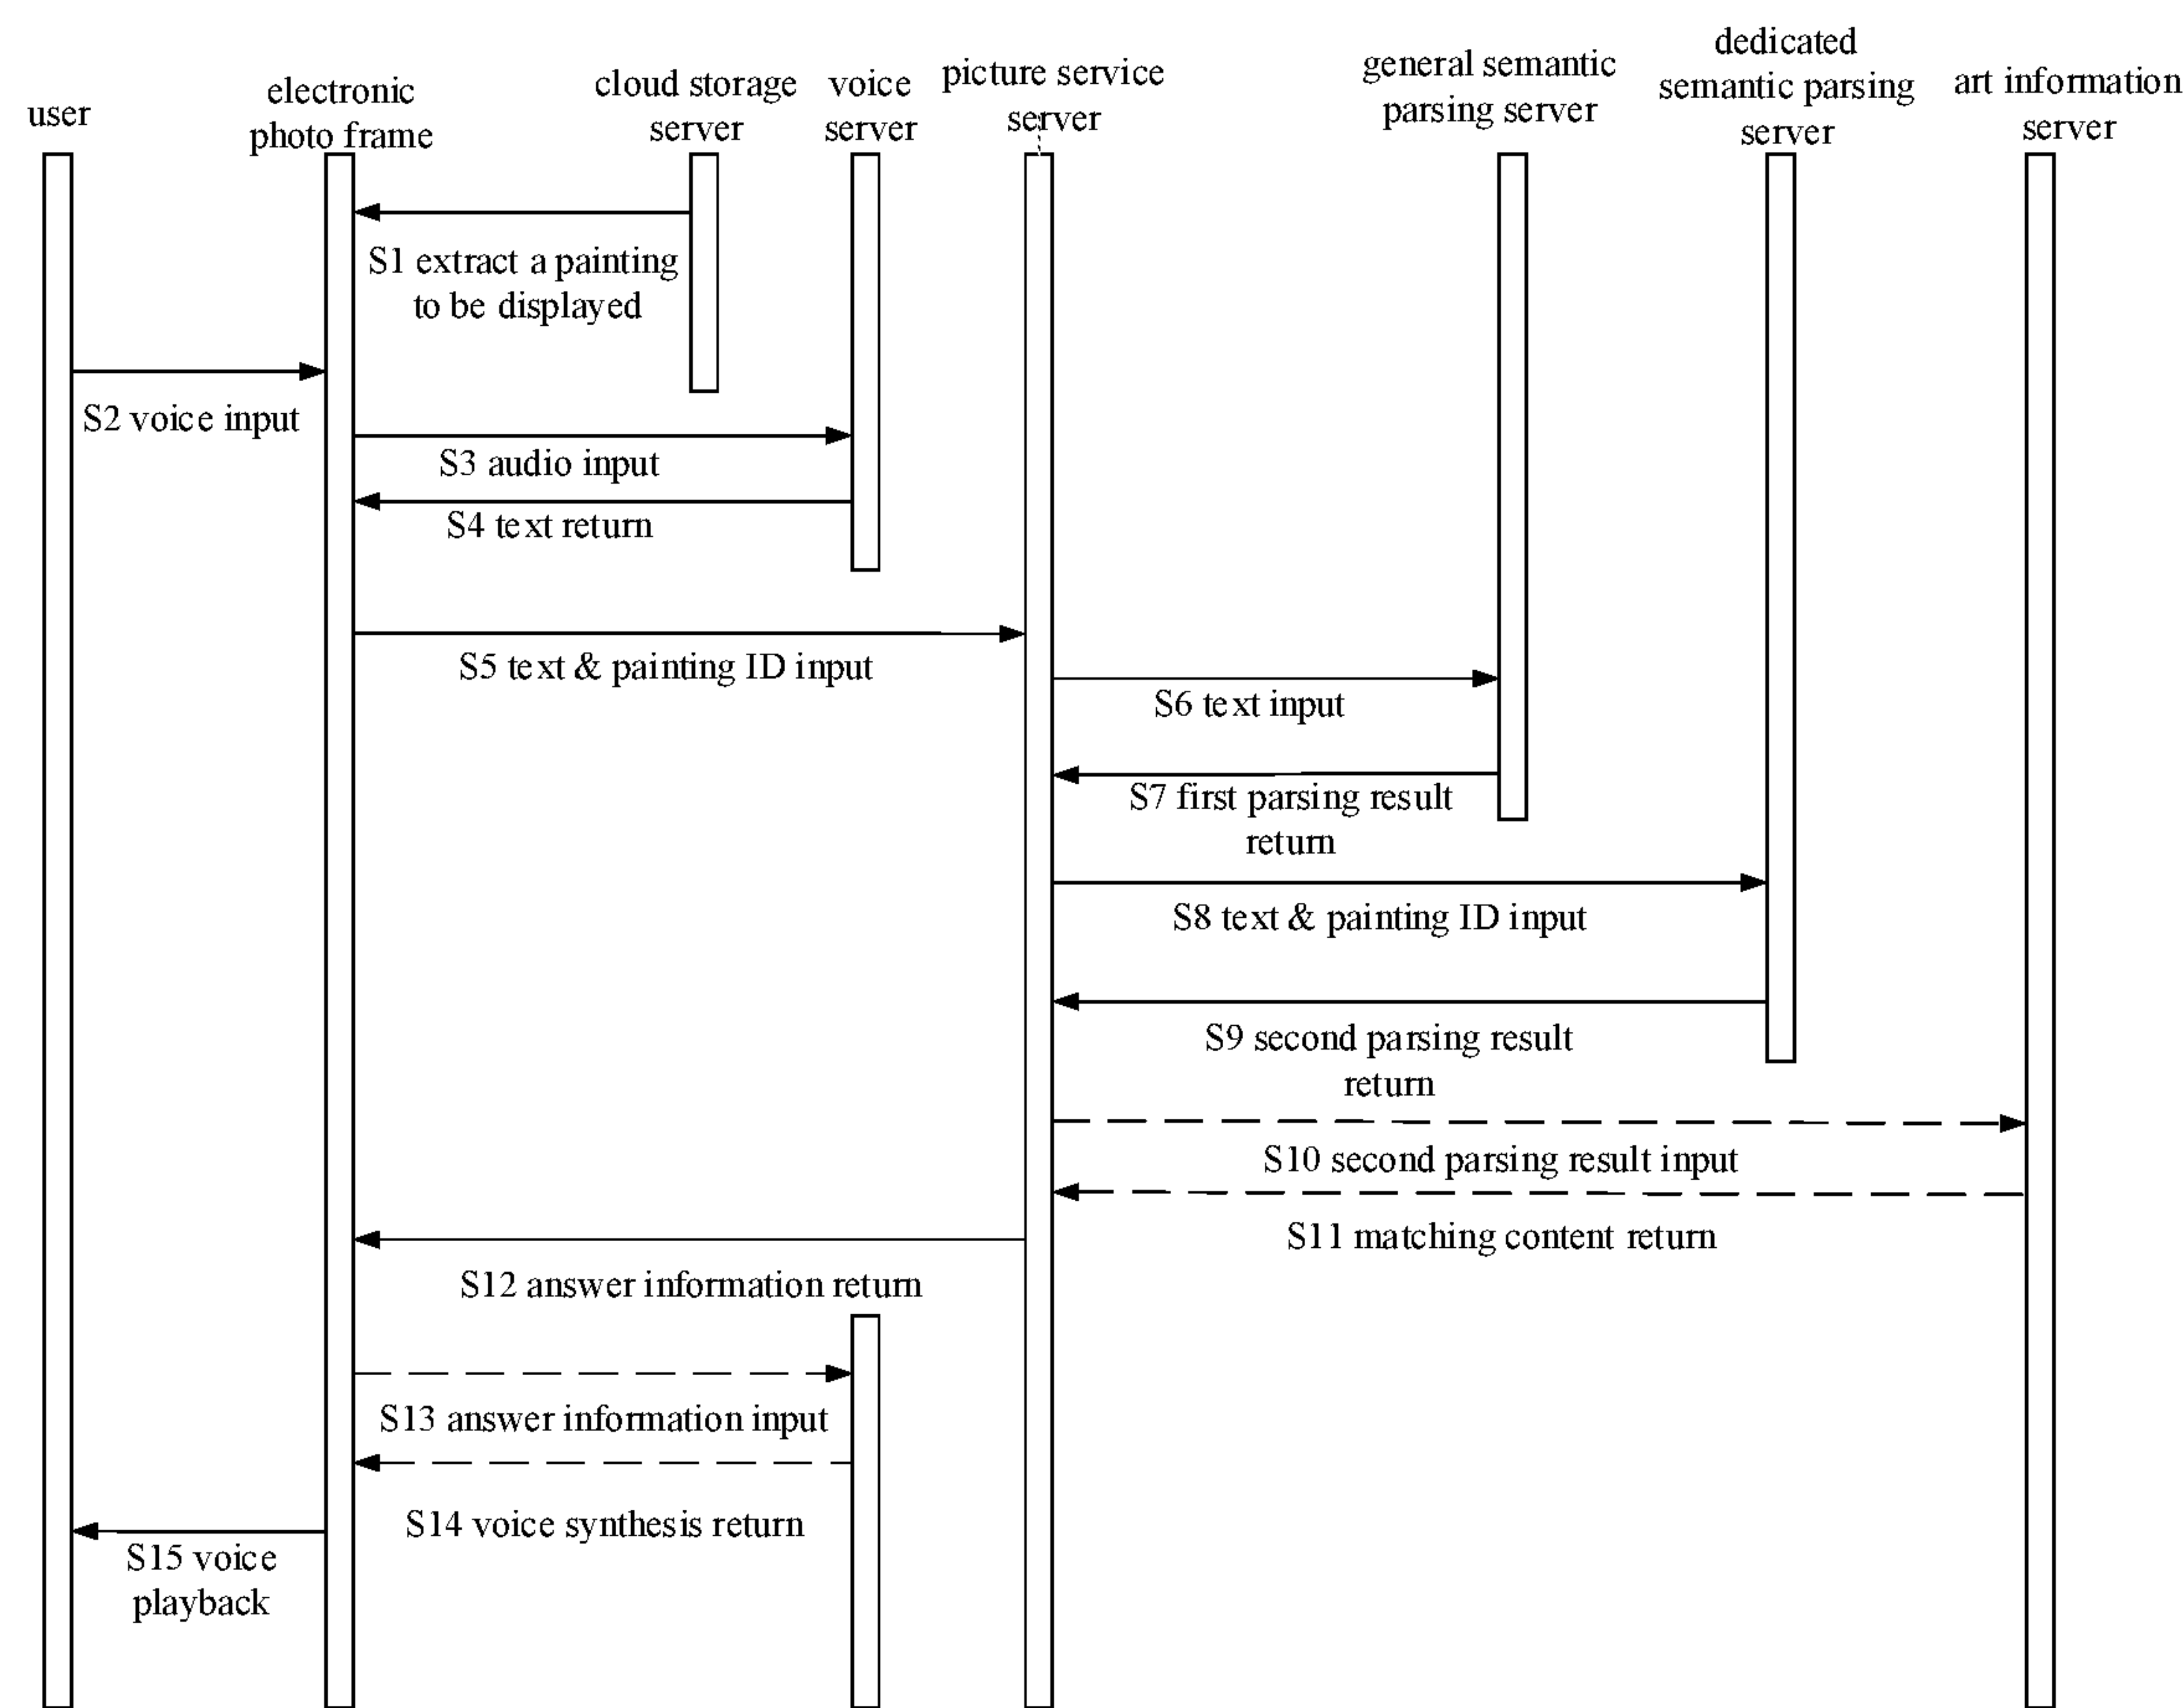 user
electronic
photo frame
cloud storage
server
voice
server
picture service
server
general semantic
parsing server
dedicated
semantic parsing
server
art information
server
S1 extract a painting
to be displayed
S2 voice input
S3 audio input
S4 text return
S5 text & painting ID input
S6 text input
S7 first parsing result
return
S8 text & painting ID input
S9 second parsing result
return
S10 second parsing result input
S11 matching content return
S12 answer information return
S13 answer information input
S14 voice synthesis return
S15 voice
playback